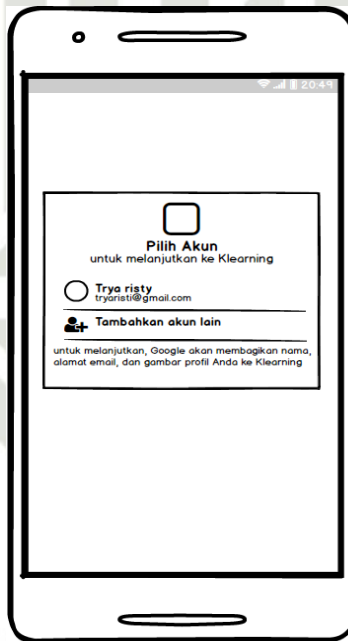 20:49
Pilih Akun
untuk melanjutkan ke Klearning
Trya risty
tryaristi@gmail.com
Tambahkan akun lain
untuk melanjutkan, Google akan membagikan nama,
alamat email, dan gambar profil Anda ke Klearning